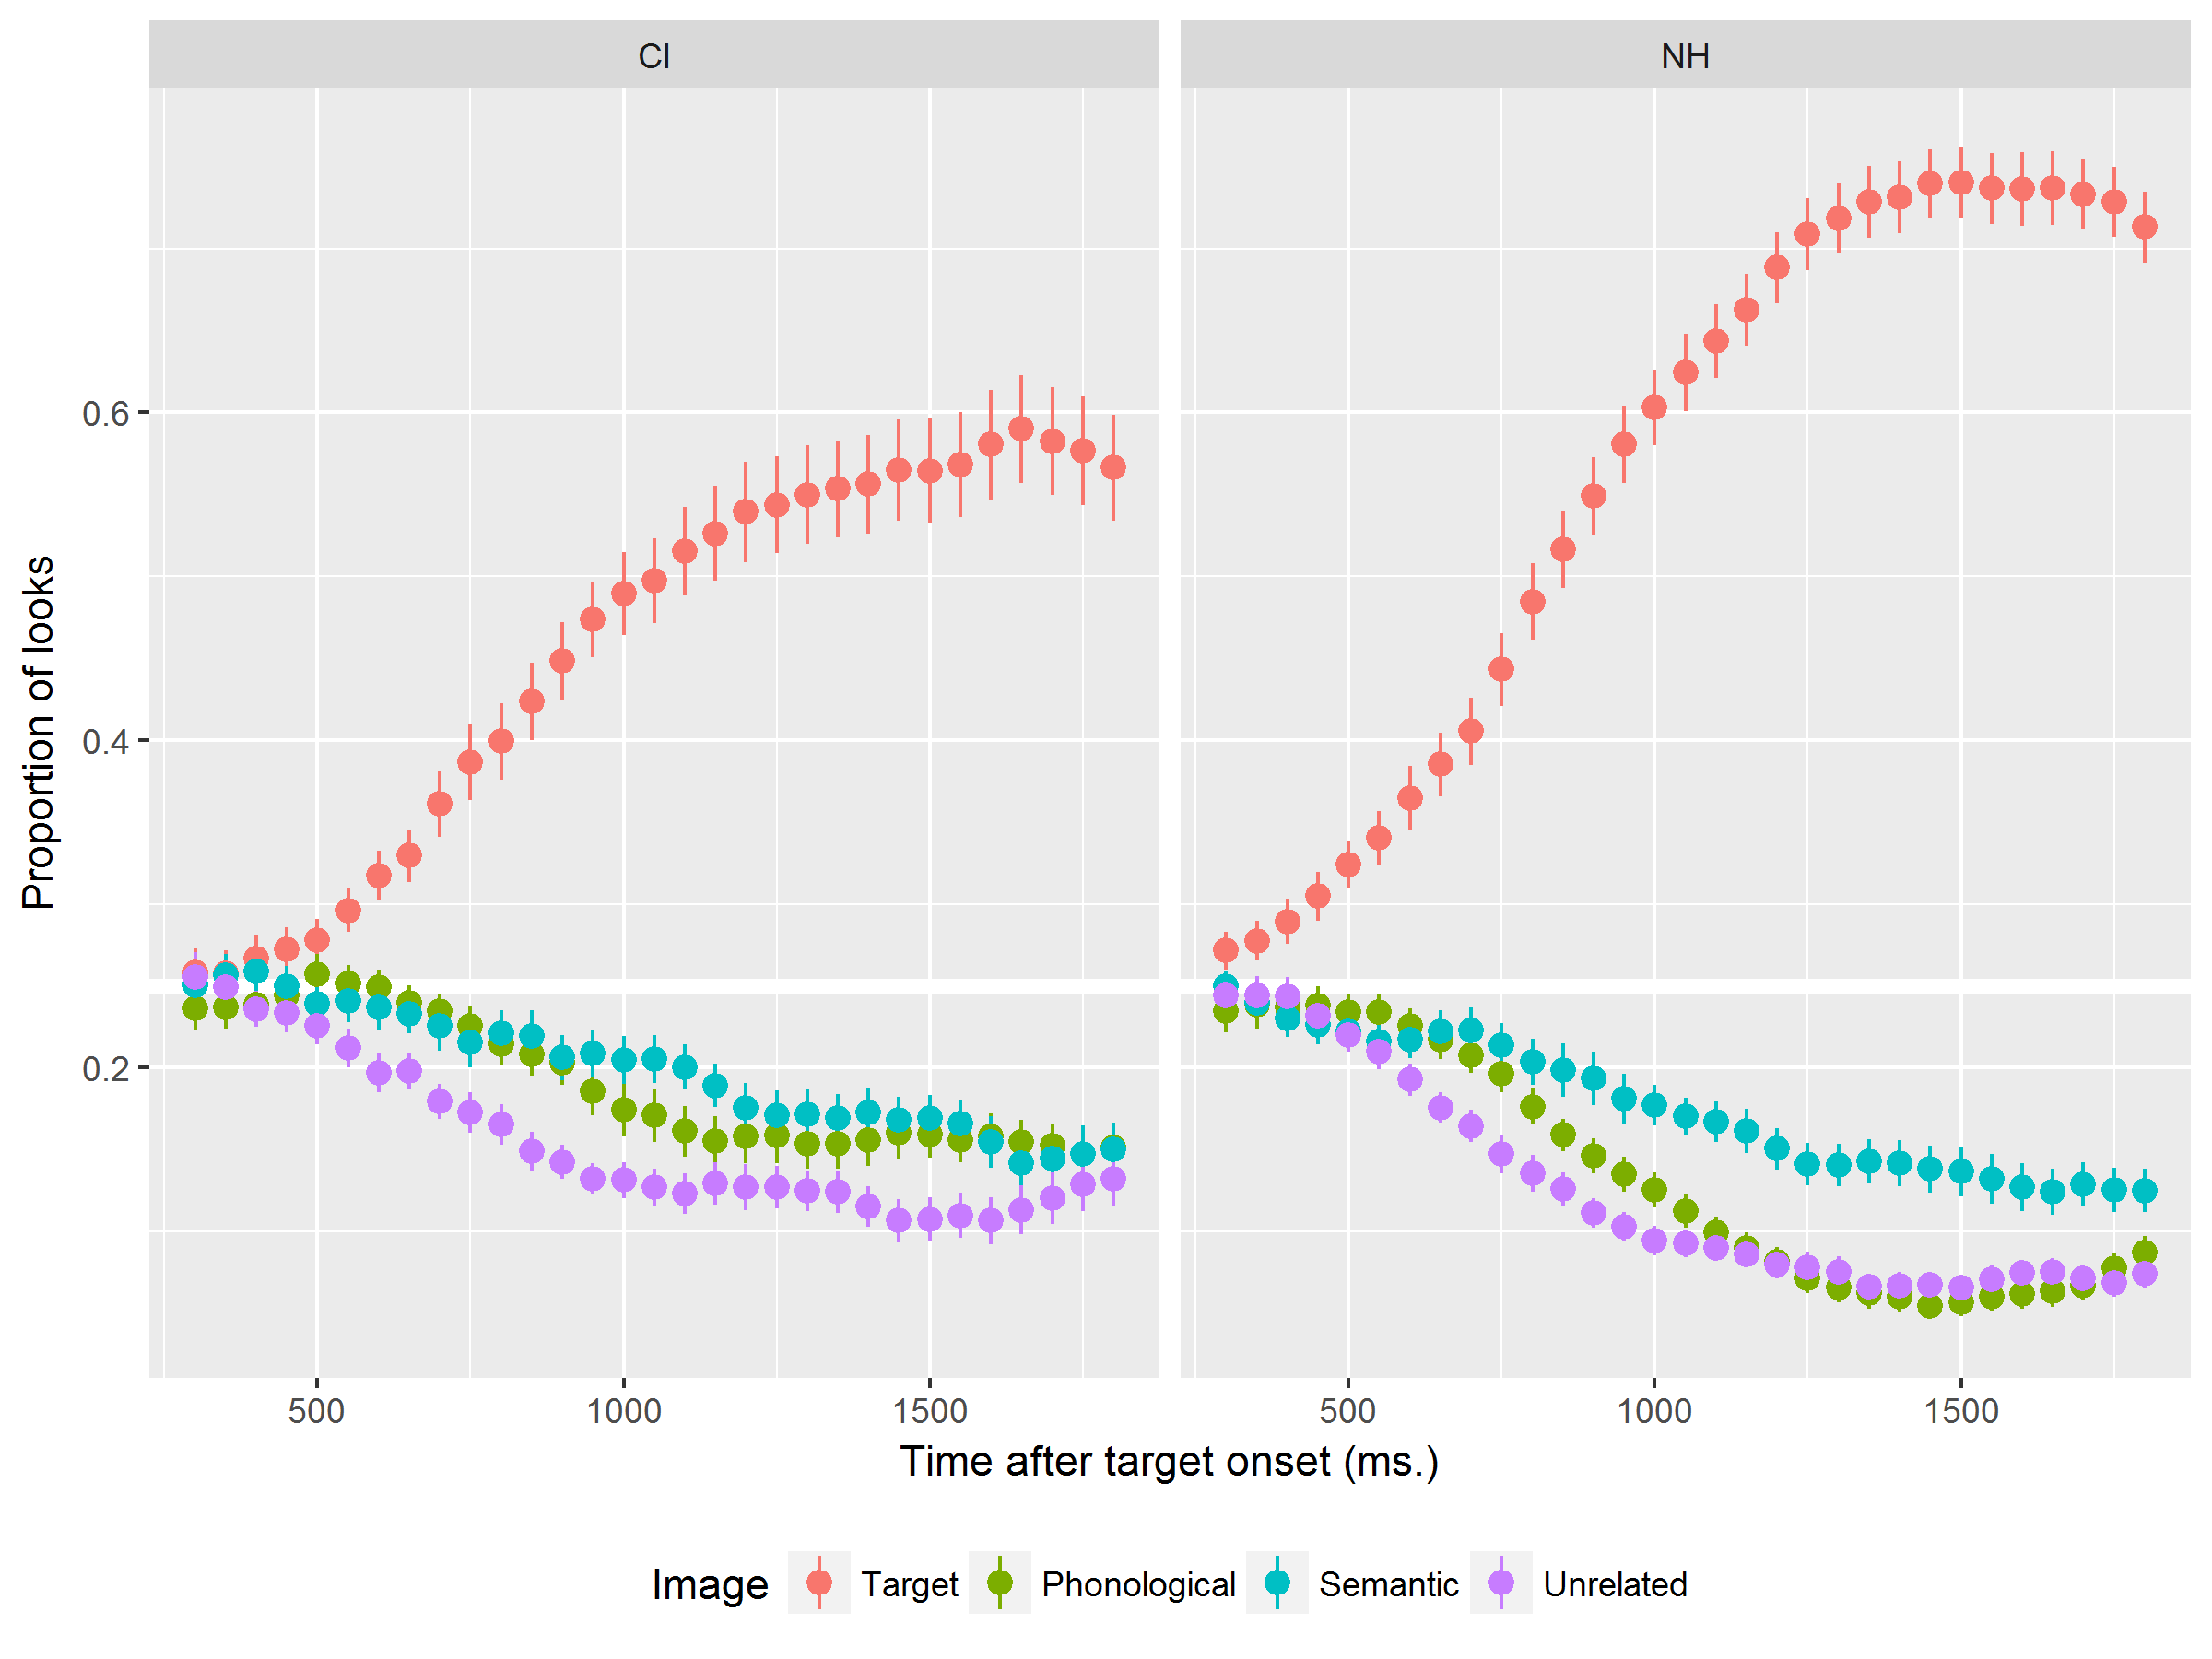 CI
NH
Proportion of looks
0.6
0.4
0.2
500 1000 1500
500 1000 1500
Time after target onset (ms.)
Image Target Phonological Semantic Unrelated